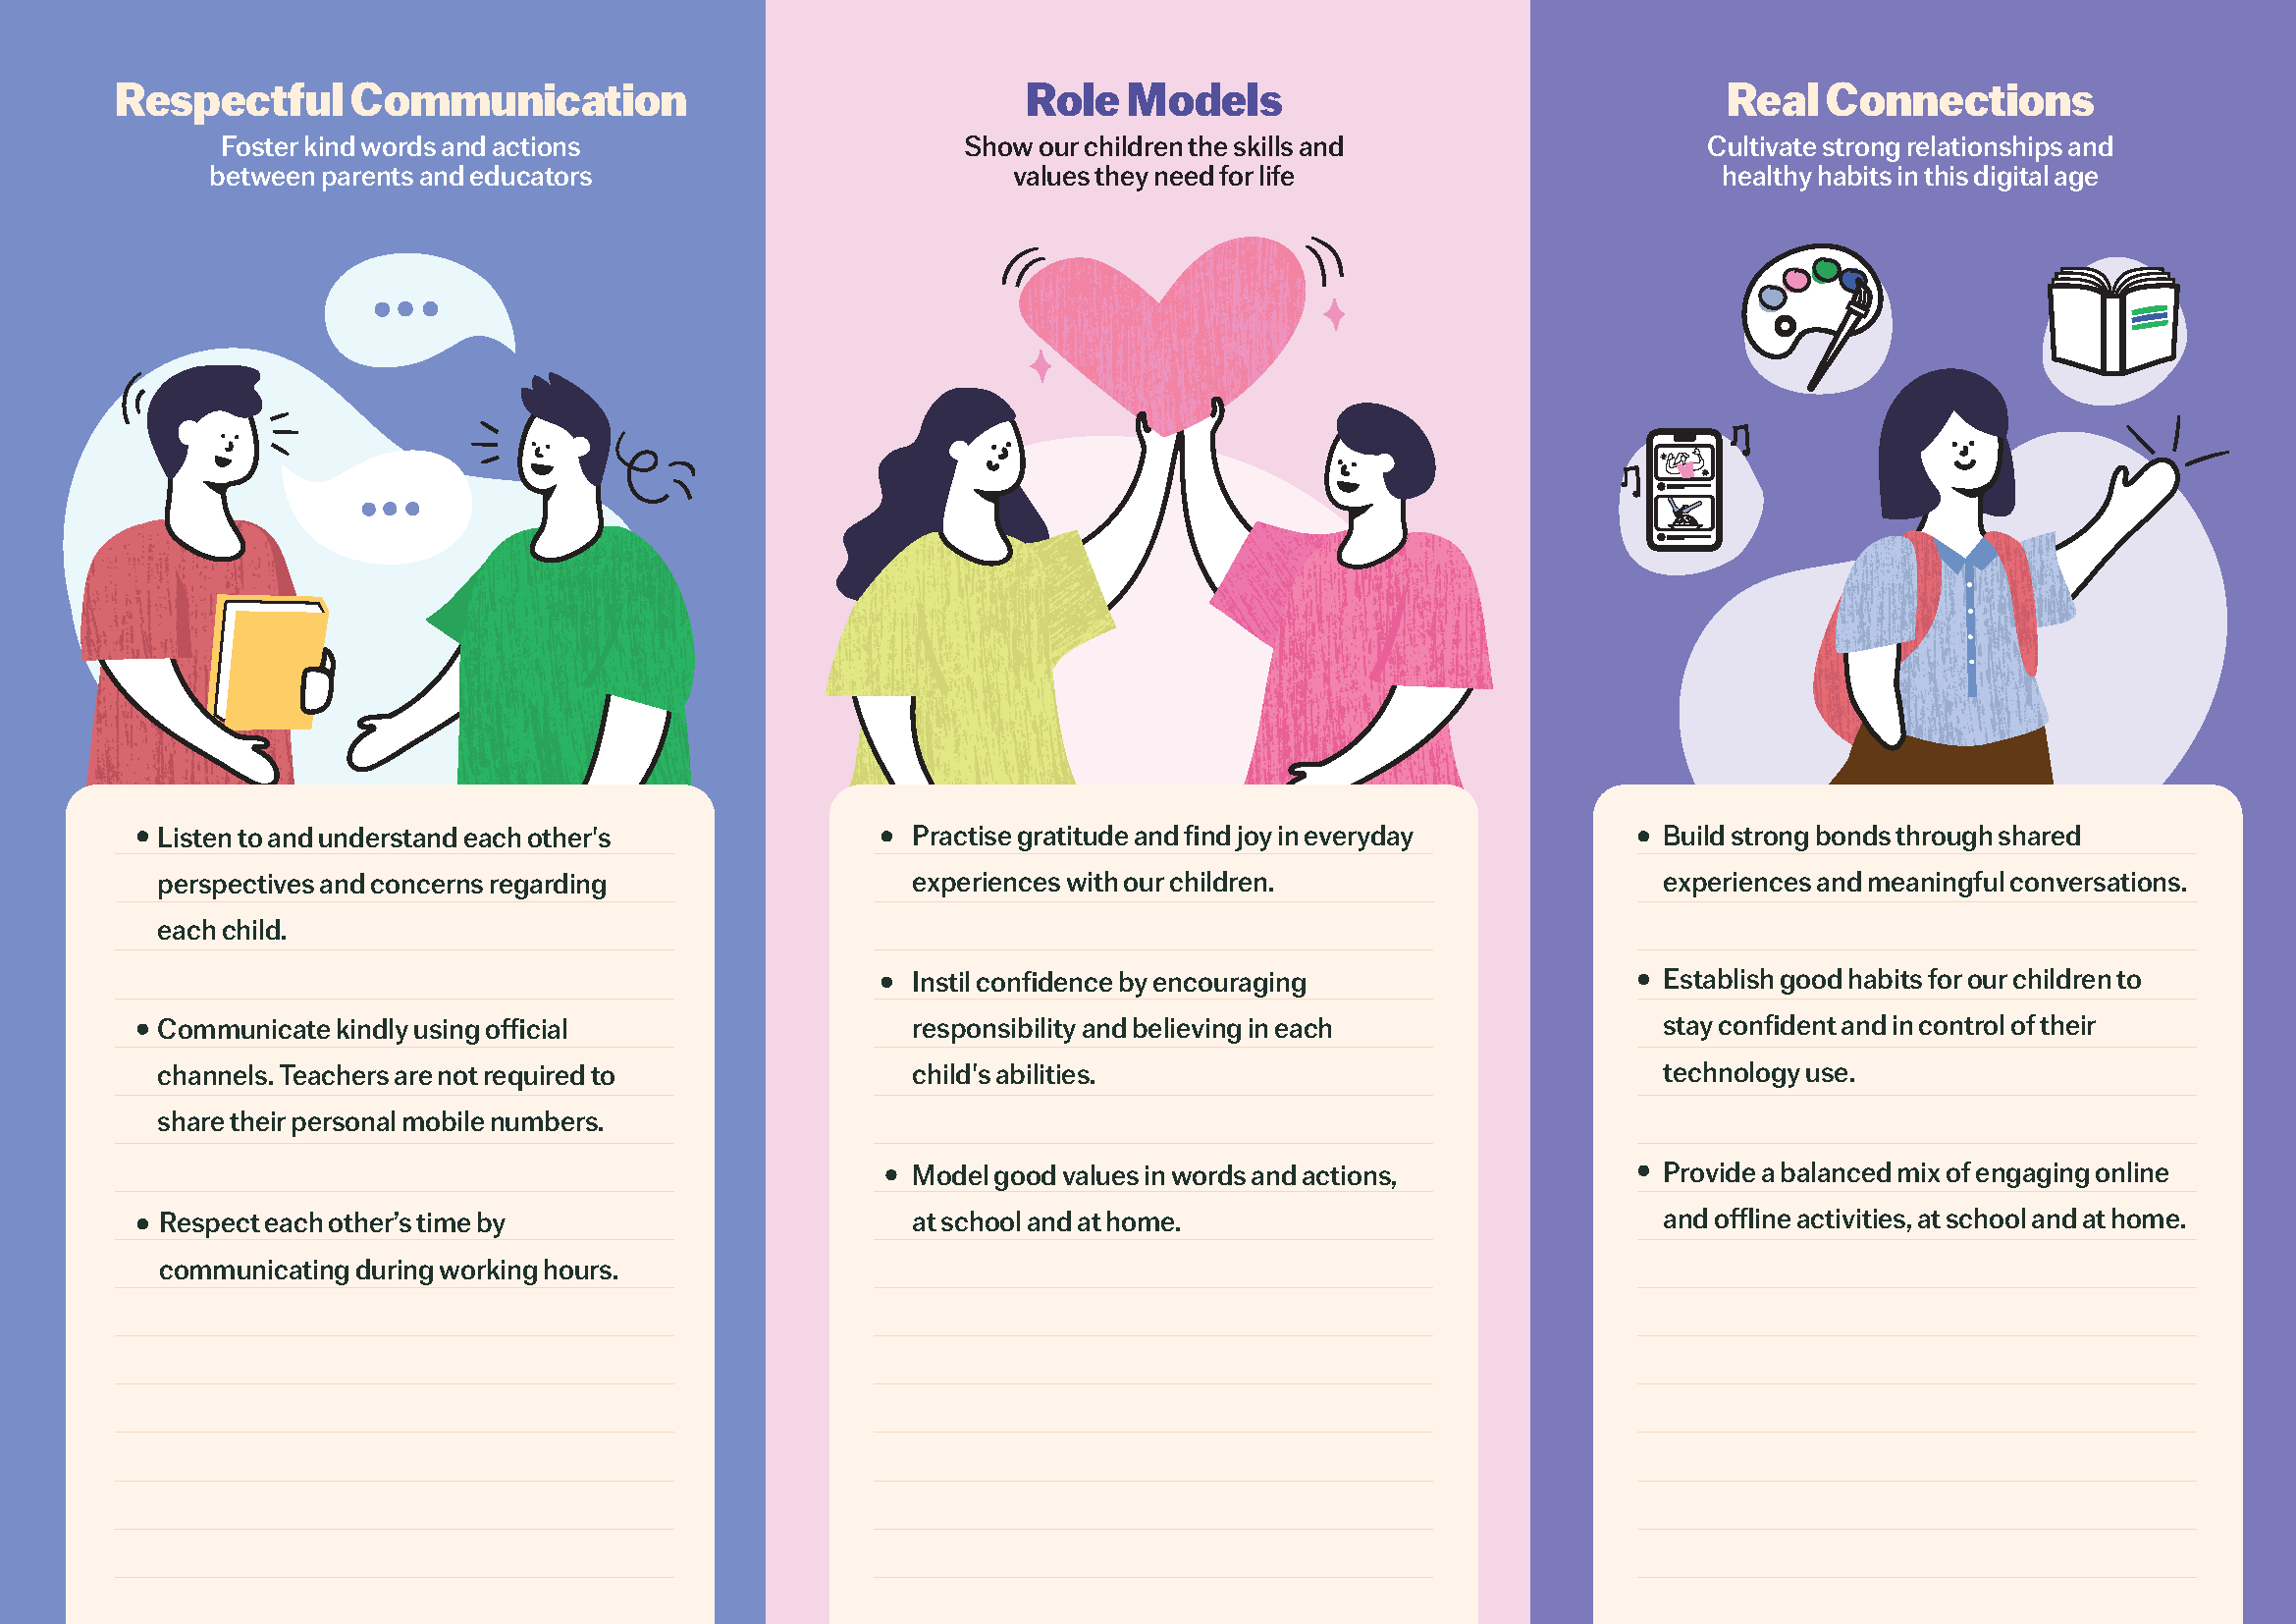 Respectful Communication
Foster kind words and actions
between parents and educators
• Listen to and understand each other's
perspectives and concerns regarding
each child.
• Communicate kindly using official
channels. Teachers are not required to
share their personal mobile numbers.
• Respect each other’s time by
communicating during working hours.
Role Models
Show our children the skills and
values they need for life
• Practise gratitude and find joy in everyday
experiences with our children.
• Instil confidence by encouraging
responsibility and believing in each
child's abilities.
• Model good values in words and actions,
at school and at home.
Real Connections
Cultivate strong relationships and
healthy habits in this digital age
• Build strong bonds through shared
experiences and meaningful conversations.
• Establish good habits for our children to
stay confident and in control of their
technology use.
• Provide a balanced mix of engaging online
and offline activities, at school and at home.